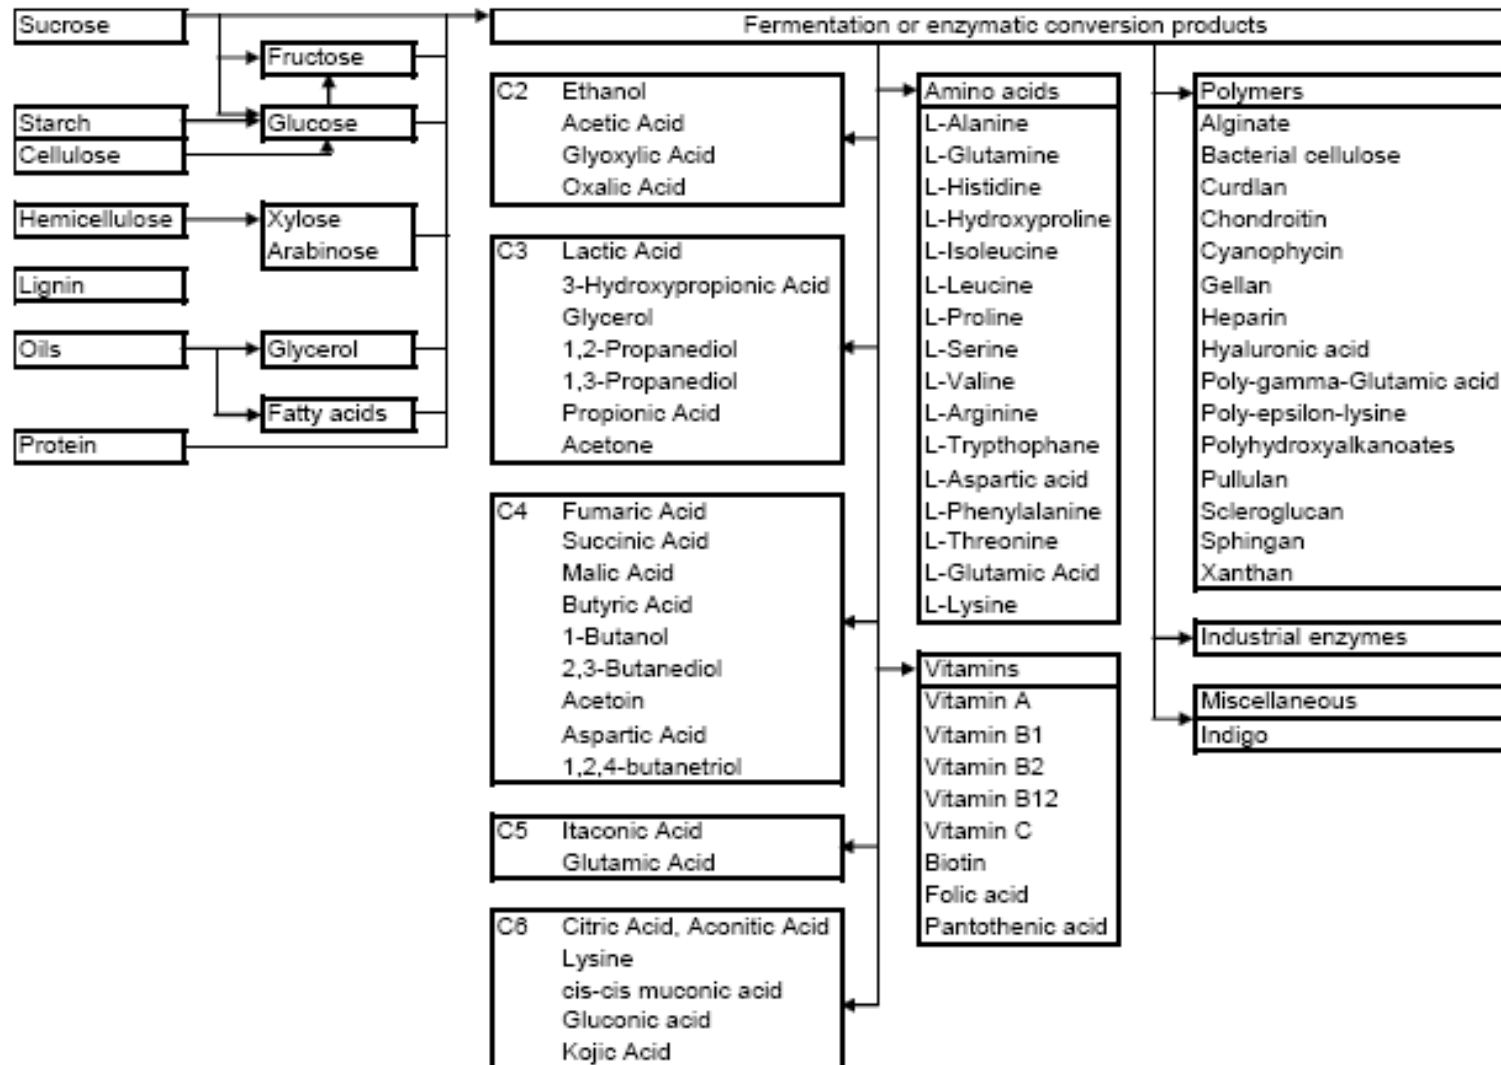 Sucrose
Fructose
Starch
Glucose
Cellulose
Hemicellulose
Xylose
Arabinose
Lignin
Oils
Glycerol
Fatty acids
Protein
Fermentation or enzymatic conversion products
C2 Ethanol
Acetic Acid
Glyoxylic Acid
Oxalic Acid
C3 Lactic Acid
3-Hydroxypropionic Acid
Glycerol
1,2-Propanediol
1,3-Propanediol
Propionic Acid
Acetone
C4 Fumaric Acid
Succinic Acid
Malic Acid
Butyric Acid
1-Butanol
2,3-Butanediol
Acetoin
Aspartic Acid
1,2,4-butanetriol
C5 Itaconic Acid
Glutamic Acid
C6 Citric Acid, Aconitic Acid
Lysine
cis-cis muconic acid
Gluconic acid
Kojic Acid
Amino acids
L-Alanine
L-Glutamine
L-Histidine
L-Hydroxyproline
L-Isoleucine
L-Leucine
L-Proline
L-Serine
L-Valine
L-Arginine
L-Trypthophane
L-Aspartic acid
L-Phenylalanine
L-Threonine
L-Glutamic Acid
L-Lysine
Vitamins
Vitamin A
Vitamin B1
Vitamin B2
Vitamin B12
Vitamin C
Biotin
Folic acid
Pantothenic acid
Polymers
Alginate
Bacterial cellulose
Curdlan
Chondroitin
Cyanophycin
Gellan
Heparin
Hyaluronic acid
Poly-gamma-Glutamic acid
Poly-epsilon-lysine
Polyhydroxyalkanoates
Pullulan
Scleroglucan
Sphingan
Xanthan
Industrial enzymes
Miscellaneous
Indigo